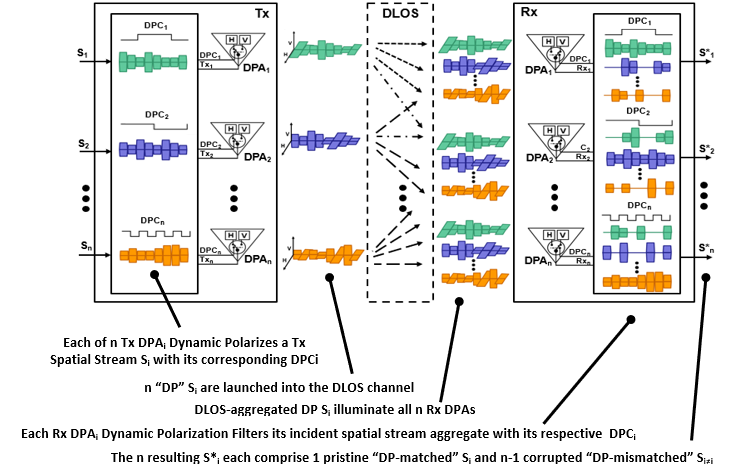 Tx
DLOS
Rx
DPC1
S1
H V
DPC1
Tx1
DPA1
V
H
H V
DPA1
DPC1
Rx1
DPC1
S*1
DPC2
S2
H V
DPC2
Tx2
DPA2
V
H
H V
DPA2
C2
Rx2
DPC2
S*2
DPCn
Sn
H V
DPCn
Txn
DPAn
V
H
H V
DPAn
DPCn
Rxn
DPCn
S*n
Each of n Tx DPAi Dynamic Polarizes a Tx
Spatial Stream Si with its corresponding DPCi
n “DP” Si are launched into the DLOS channel
DLOS-aggregated DP Si illuminate all n Rx DPAs
Each Rx DPAi Dynamic Polarization Filters its incident spatial stream aggregate with its respective DPCi
The n resulting S*i each comprise 1 pristine “DP-matched” Si and n-1 corrupted “DP-mismatched” Si≠i